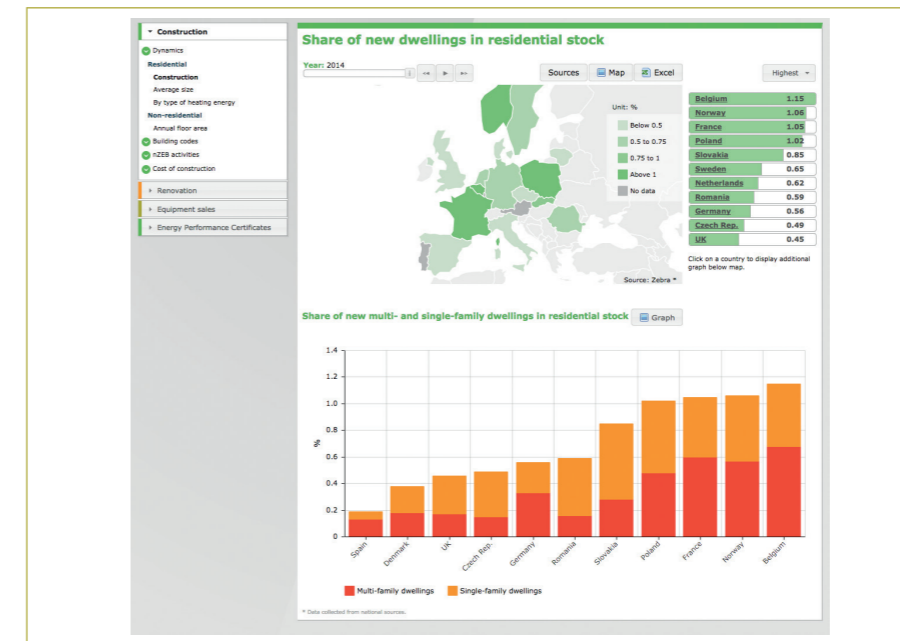 Construction
Dynamics
Residential
Construction
Average size
By type of heating energy
Non-residential
Annual floor area
Building codes
nZEB activities
Cost of construction
Renovation
Equipment sales
Energy Performance Certificates
Share of new dwellings in residential stock
Year: 2014
Sources Map Excel Highest
Unit: %
Below 0.5
0.5 to 0.75
0.75 to 1
Above 1
No data
Source: Zebra *
Belgium 1.15
Norway 1.06
France 1.05
Poland 1.02
Slovakia 0.85
Sweden 0.65
Netherlands 0.62
Romania 0.59
Germany 0.56
Czech Rep. 0.49
UK 0.45
Click on a country to display additional
graph below map.
Share of new multi- and single-family dwellings in residential stock Graph
1.4
1.2
1.0
0.8
0.6
0.4
0.2
0
%
Spain Denmark UK Czech Rep. Germany Romania Slovakia Poland France Norway Belgium
Multi-family dwellings Single-family dwellings
* Data collected from national sources.